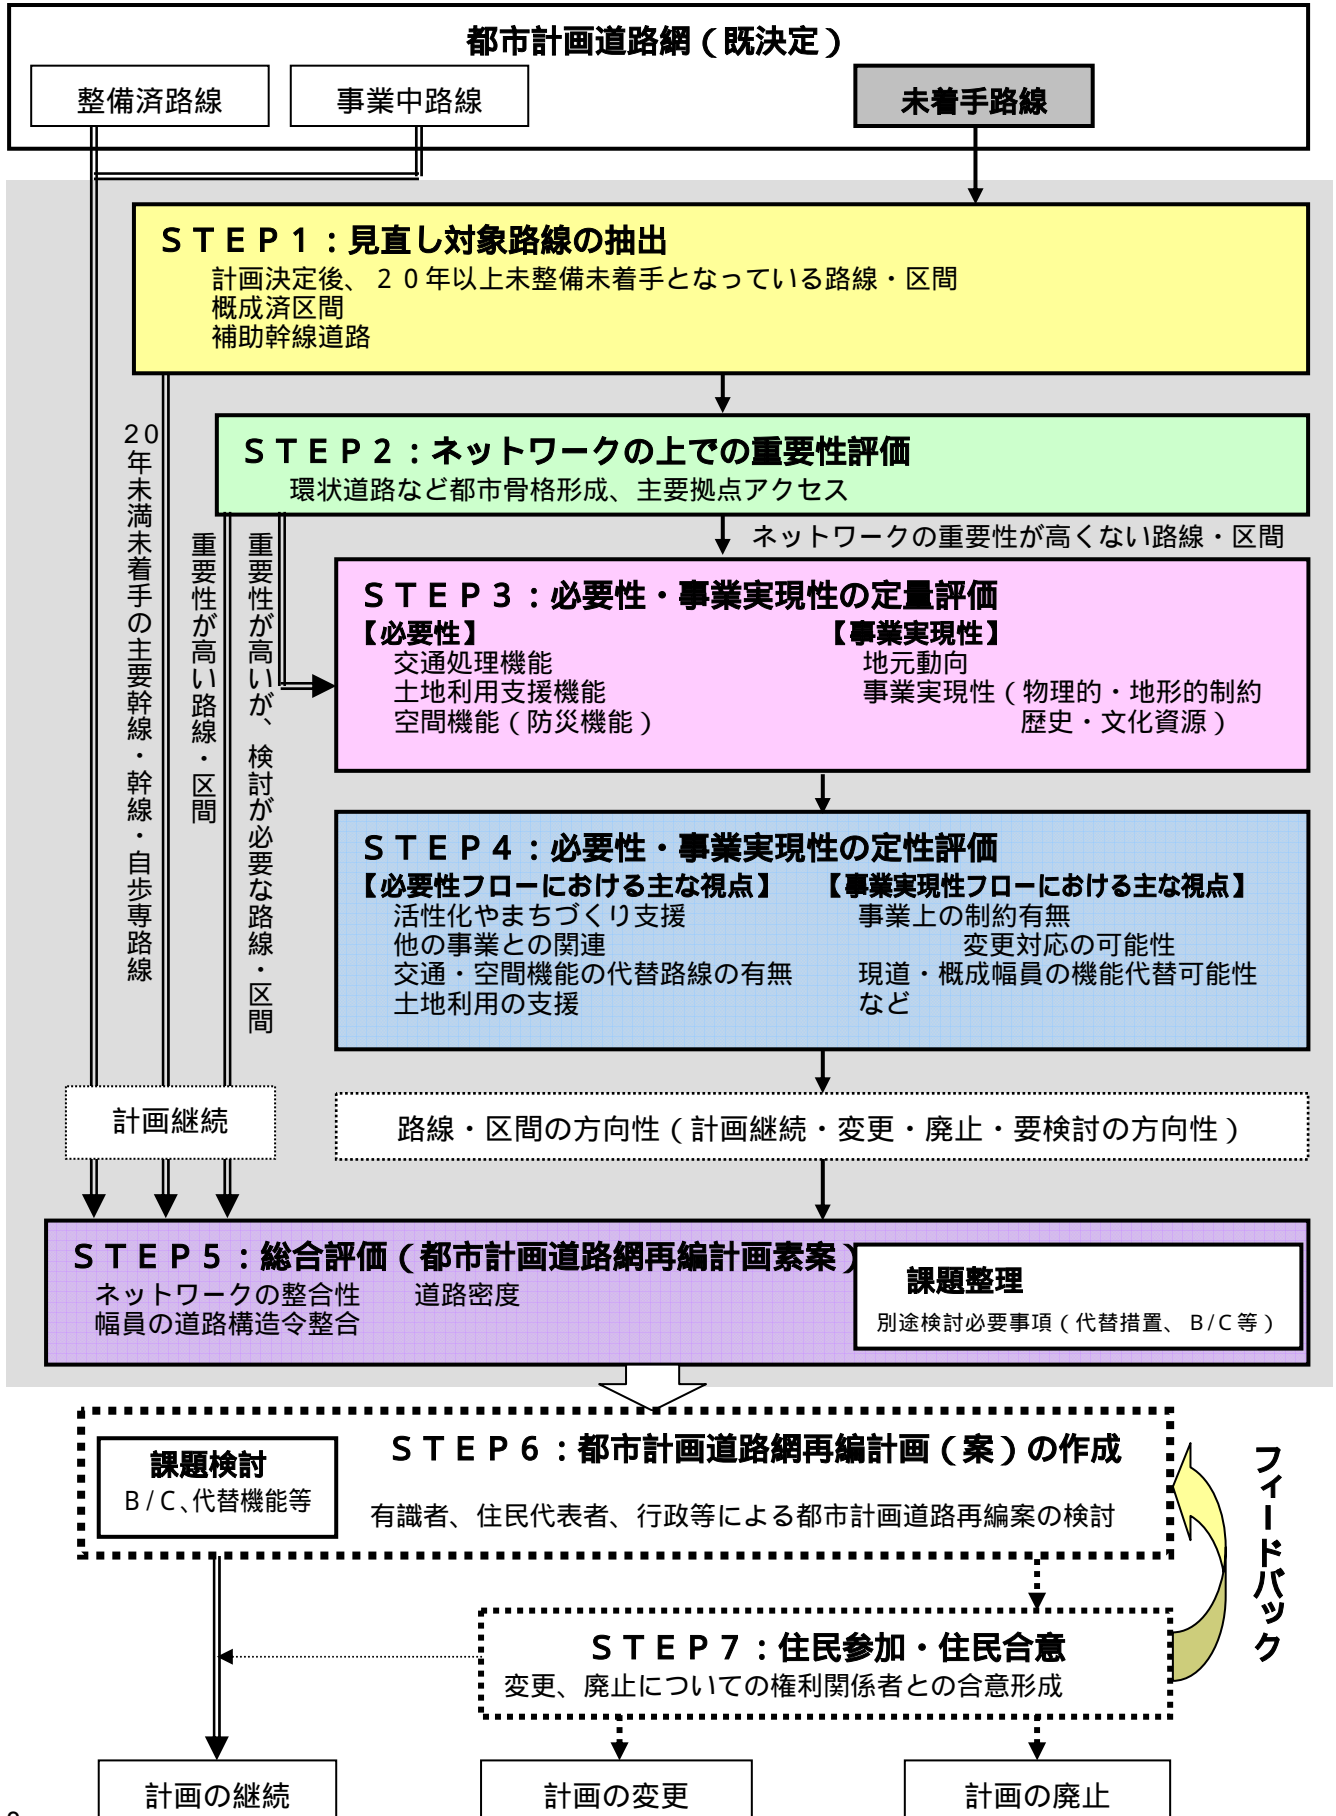 都市計画道路網（既決定）
整備済路線
事業中路線
未着手路線
ＳＴＥＰ１：見直し対象路線の抽出
計画決定後、２０年以上未整備未着手となっている路線・区間
概成済区間
補助幹線道路
20年未満未着手の主要幹線・幹線・自歩専路線
ＳＴＥＰ２：ネットワークの上での重要性評価
環状道路など都市骨格形成、主要拠点アクセス
重要性が高い路線・区間
重要性が高いが、検討が必要な路線・区間
ネットワークの重要性が高くない路線・区間
ＳＴＥＰ３：必要性・事業実現性の定量評価
【必要性】
交通処理機能
土地利用支援機能
空間機能（防災機能）
【事業実現性】
地元動向
事業実現性（物理的・地形的制約
歴史・文化資源）
ＳＴＥＰ４：必要性・事業実現性の定性評価
【必要性フローにおける主な視点】
活性化やまちづくり支援
他の事業との関連
交通・空間機能の代替路線の有無
土地利用の支援
【事業実現性フローにおける主な視点】
事業上の制約有無
変更対応の可能性
現道・概成幅員の機能代替可能性
など
計画継続
路線・区間の方向性（計画継続・変更・廃止・要検討の方向性）
ＳＴＥＰ５：総合評価（都市計画道路網再編計画素案）
ネットワークの整合性　　道路密度
幅員の道路構造令整合
課題整理
別途検討必要事項（代替措置、B/C等）
ＳＴＥＰ６：都市計画道路網再編計画（案）の作成
課題検討
B/C、代替機能等
有識者、住民代表者、行政等による都市計画道路再編案の検討
フィードバック
ＳＴＥＰ７：住民参加・住民合意
変更、廃止についての権利関係者との合意形成
計画の継続
計画の変更
計画の廃止